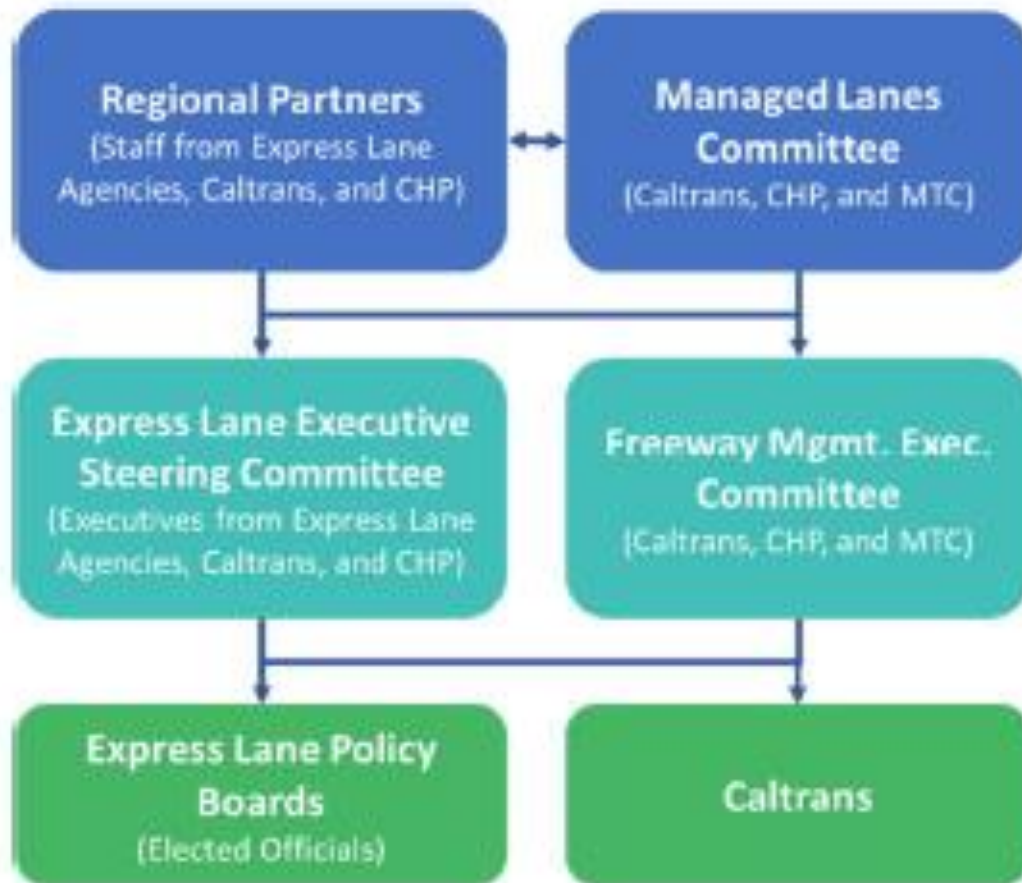 Regional Partners
(Staff from Express Lane
Agencies, Caltrans, and CHP)
Managed Lanes
Committee
(Caltrans, CHP, and MTC)
Express Lane Executive
Steering Committee
(Executives from Express Lane
Agencies, Caltrans, and CHP)
Freeway Mgmt. Exec.
Committee
(Caltrans, CHP, and MTC)
Express Lane Policy
Boards
(Elected Officials)
Caltrans